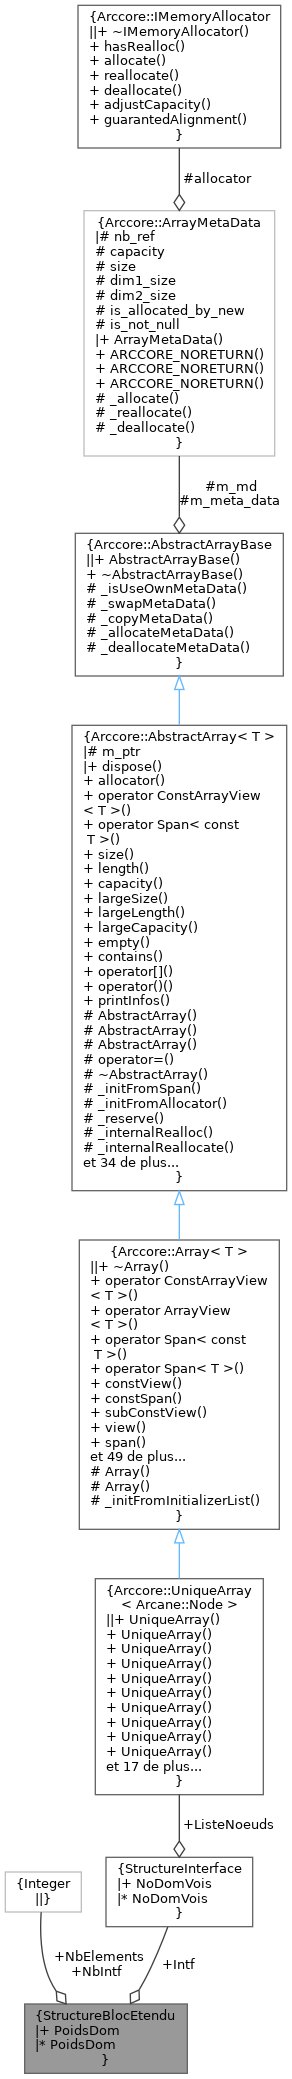 {Arccore::IMemoryAllocator
||+ ~IMemoryAllocator()
+ hasRealloc()
+ allocate()
+ reallocate()
+ deallocate()
+ adjustCapacity()
+ guarantedAlignment()
}
#allocator
{Arccore::ArrayMetaData
|# nb_ref
# capacity
# size
# dim1_size
# dim2_size
# is_allocated_by_new
# is_not_null
|+ ArrayMetaData()
+ ARCCORE_NORETURN()
+ ARCCORE_NORETURN()
+ ARCCORE_NORETURN()
# _allocate()
# _reallocate()
# _deallocate()
}
#m_md
#m_meta_data
{Arccore::AbstractArrayBase
||+ AbstractArrayBase()
+ ~AbstractArrayBase()
# _isUseOwnMetaData()
# _swapMetaData()
# _copyMetaData()
# _allocateMetaData()
# _deallocateMetaData()
}
{Arccore::AbstractArray< T >
|# m_ptr
|+ dispose()
+ allocator()
+ operator ConstArrayView
< T >()
+ operator Span< const
T >()
+ size()
+ length()
+ capacity()
+ largeSize()
+ largeLength()
+ largeCapacity()
+ empty()
+ contains()
+ operator[]()
+ operator()()
+ printInfos()
# AbstractArray()
# AbstractArray()
# AbstractArray()
# operator=()
# ~AbstractArray()
# _initFromSpan()
# _initFromAllocator()
# _reserve()
# _internalRealloc()
# _internalReallocate()
et 34 de plus...
}
{Arccore::Array< T >
||+ ~Array()
+ operator ConstArrayView
< T >()
+ operator ArrayView
< T >()
+ operator Span< const
T >()
+ operator Span< T >()
+ constView()
+ constSpan()
+ subConstView()
+ view()
+ span()
et 49 de plus...
# Array()
# Array()
# _initFromInitializerList()
}
{Arccore::UniqueArray
< Arcane::Node >
||+ UniqueArray()
+ UniqueArray()
+ UniqueArray()
+ UniqueArray()
+ UniqueArray()
+ UniqueArray()
+ UniqueArray()
+ UniqueArray()
+ UniqueArray()
+ UniqueArray()
et 17 de plus...
}
+ListeNoeuds
{StructureInterface
|+ NoDomVois
|* NoDomVois
}
{Integer
||}
+NbElements
+NbIntf
+Intf
{StructureBlocEtendu
|+ PoidsDom
|* PoidsDom
}